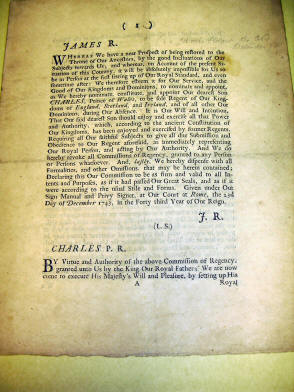 ( 1 )
JAMES R.
WHEREAS We have a near Prospect of being restored to the
Throne of Our Ancestors, by the good Inclinations of Our
Subjects towards Us; and whereas, on Account of the present Si-
tuation of this Country, it will be absolutely impossible for Us to
be in Person at the first setting up of Our Royal Standard, and even
sometime after: We therefore esteem it for Our Service, and the
Good of Our Kingdoms and Dominions, to nominate and appoint,
as We hereby nominate, constitute, and appoint Our dearest Son
CHARLES, Prince of Wales, to be sole Regent of Our King-
doms of England, Scotland, and Ireland, and of all other Our
Dominions, during Our Absence. It is Our Will and Intention,
That Our said dearest Son should enjoy and exercise all that Power
and Authority, which, according to the ancient Constitution of
Our Kingdoms, has been enjoyed and exercised by former Regents.
Requiring all Our faithful Subjects to give all due Submission and
Obedience to Our Regent aforesaid, as immediately representing
Our Royal Person, and acting by Our Authority. And We do
hereby revoke all Commissions of Regency, granted to any Person
or Persons whatsoever. And, lastly, We hereby dispense with all
Formalities, and other Omissions, that may be herein contained;
Declaring this Our Commission to be as firm and valid to all In-
tents and Purposes, as if it had passed Our Great Seals, and as if it
were according to the usual Stile and Forms. Given under Our
Sign Manual and Privy Signet, at Our Court at Rome, the 23d
Day of December 1743, in the Forty third Year of Our Reign.
J. R.
(L. S.)
CHARLES P. R.
BY Virtue and Authority of the above Commission of Regency,
granted unto Us by the King Our Royal Father, We are now
come to execute His Majesty's Will and Pleasure, by setting up His
A
Royal